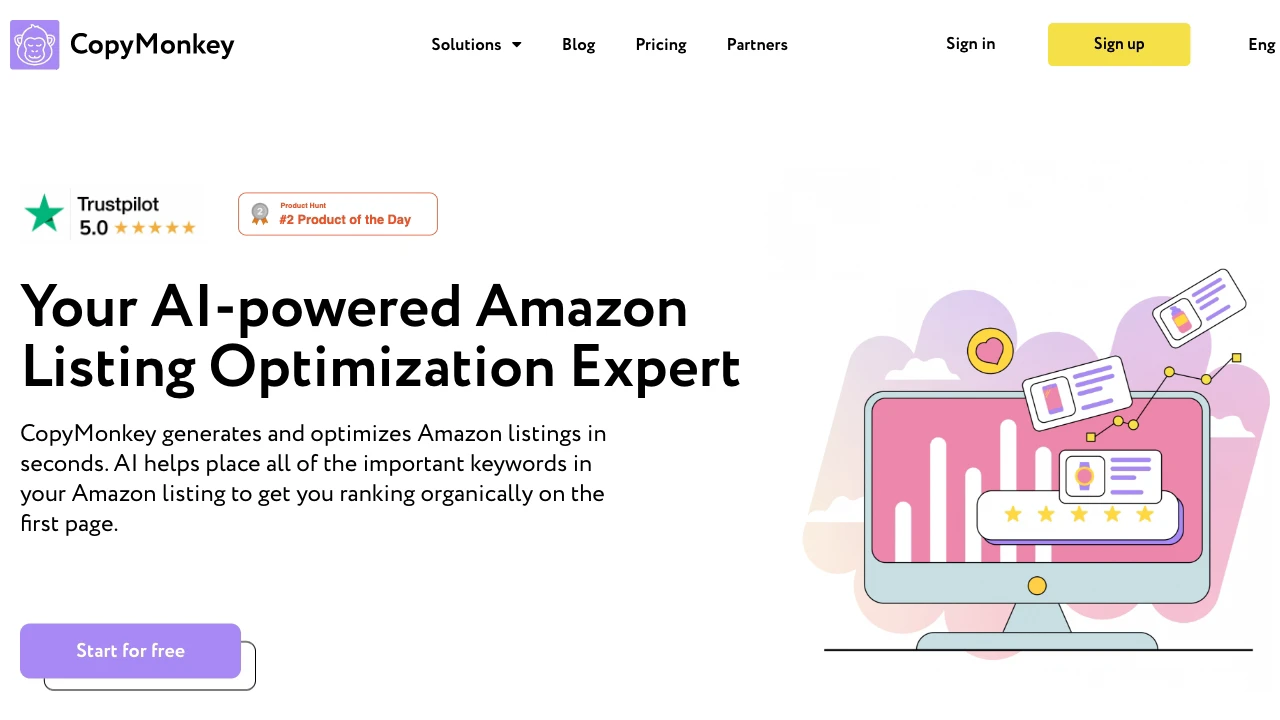 CopyMonkey
Solutions
Blog
Pricing
Partners
Sign in
Sign up
Eng
Trustpilot
5.0
2
Product Hunt
#2 Product of the Day
Your AI-powered Amazon
Listing Optimization Expert
CopyMonkey generates and optimizes Amazon listings in
seconds. AI helps place all of the important keywords in
your Amazon listing to get you ranking organically on the
first page.
Start for free